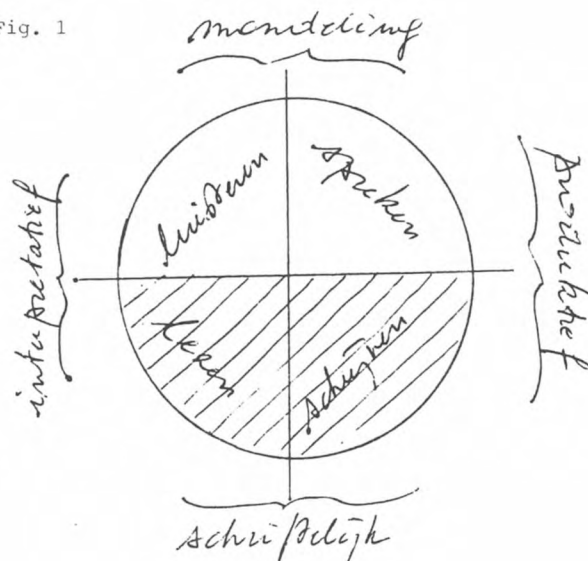 Fig. 1
mondeling
luisteren
spreken
interpretatief
produktief
lezen
schrijven
schriftelijk